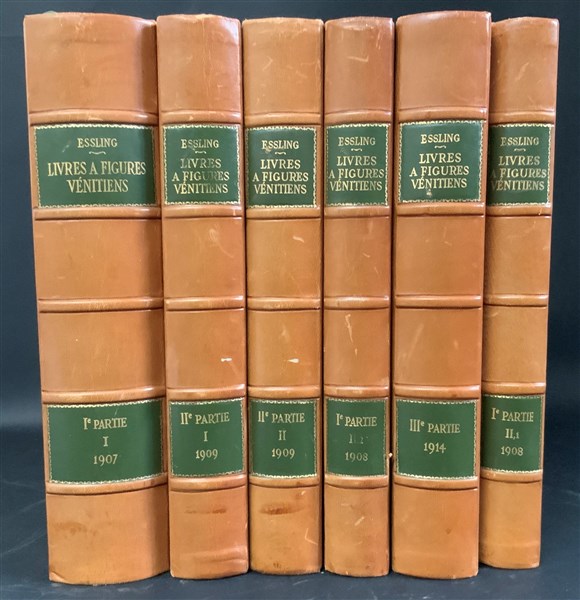 ESSLING
LIVRES A FIGURES
VÉNITIENS
Ie PARTIE
I
1907
ESSLING
LIVRES
A FIGURES
VÉNITIENS
IIe PARTIE
I
1909
ESSLING
LIVRES
A FIGURES
VÉNITIENS
IIe PARTIE
II
1909
ESSLING
LIVRES
A FIGURES
VÉNITIENS
Ie PARTIE
1908
ESSLING
LIVRES
A FIGURES
VÉNITIENS
IIIe PARTIE
1914
ESSLING
LIVRES
A FIGURES
VÉNITIENS
Ie PARTIE
II,1
1908